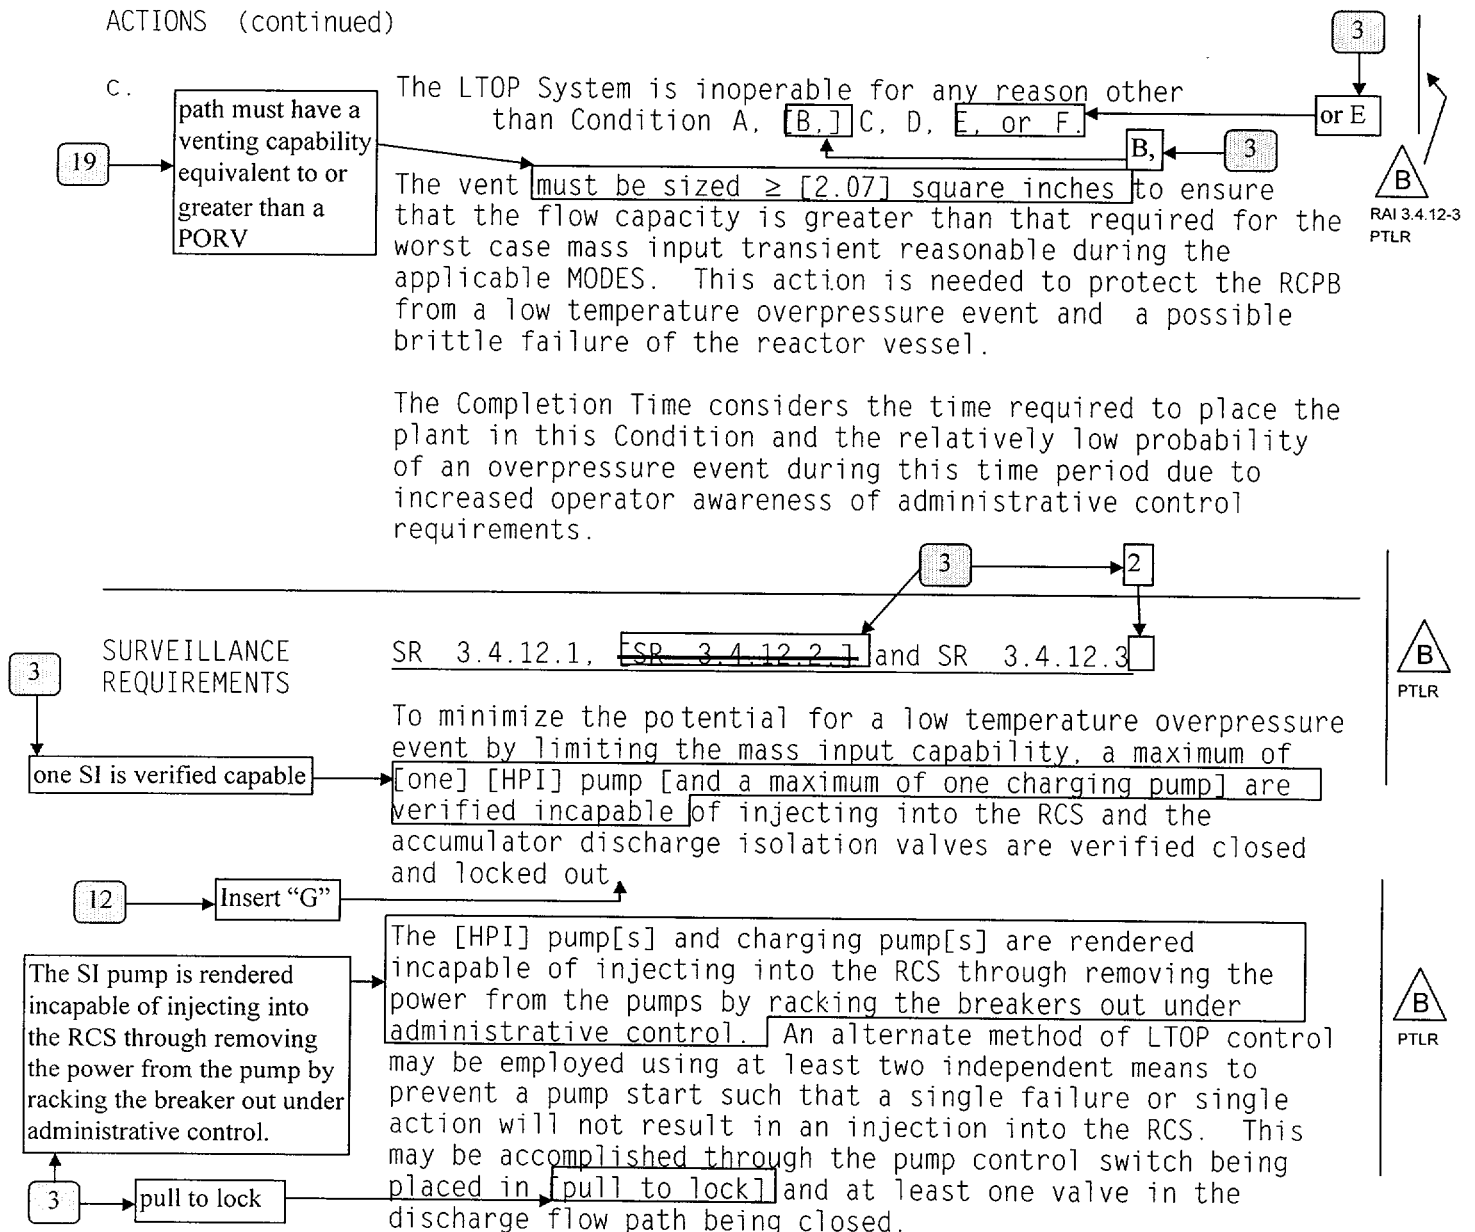 ACTIONS (continued)
3
c.
The LTOP System is inoperable for any reason other
than Condition A, [B,] C, D, E, or F.
or E
B,
3
19
path must have a
venting capability
equivalent to or
greater than a
PORV
B
RAI 3.4.12-3
PTLR
The vent must be sized ≥ [2.07] square inches to ensure
that the flow capacity is greater than that required for the
worst case mass input transient reasonable during the
applicable MODES. This action is needed to protect the RCPB
from a low temperature overpressure event and a possible
brittle failure of the reactor vessel.
The Completion Time considers the time required to place the
plant in this Condition and the relatively low probability
of an overpressure event during this time period due to
increased operator awareness of administrative control
requirements.
3
2
SURVEILLANCE
REQUIREMENTS
SR 3.4.12.1, [SR 3.4.12.2.] and SR 3.4.12.3
B
PTLR
3
one SI is verified capable
To minimize the potential for a low temperature overpressure
event by limiting the mass input capability, a maximum of
[one] [HPI] pump [and a maximum of one charging pump] are
verified incapable of injecting into the RCS and the
accumulator discharge isolation valves are verified closed
and locked out
12
Insert “G”
The SI pump is rendered
incapable of injecting into
the RCS through removing
the power from the pump by
racking the breaker out under
administrative control.
3
pull to lock
The [HPI] pump[s] and charging pump[s] are rendered
incapable of injecting into the RCS through removing the
power from the pumps by racking the breakers out under
administrative control. An alternate method of LTOP control
may be employed using at least two independent means to
prevent a pump start such that a single failure or single
action will not result in an injection into the RCS. This
may be accomplished through the pump control switch being
placed in [pull to lock] and at least one valve in the
discharge flow path being closed.
B
PTLR